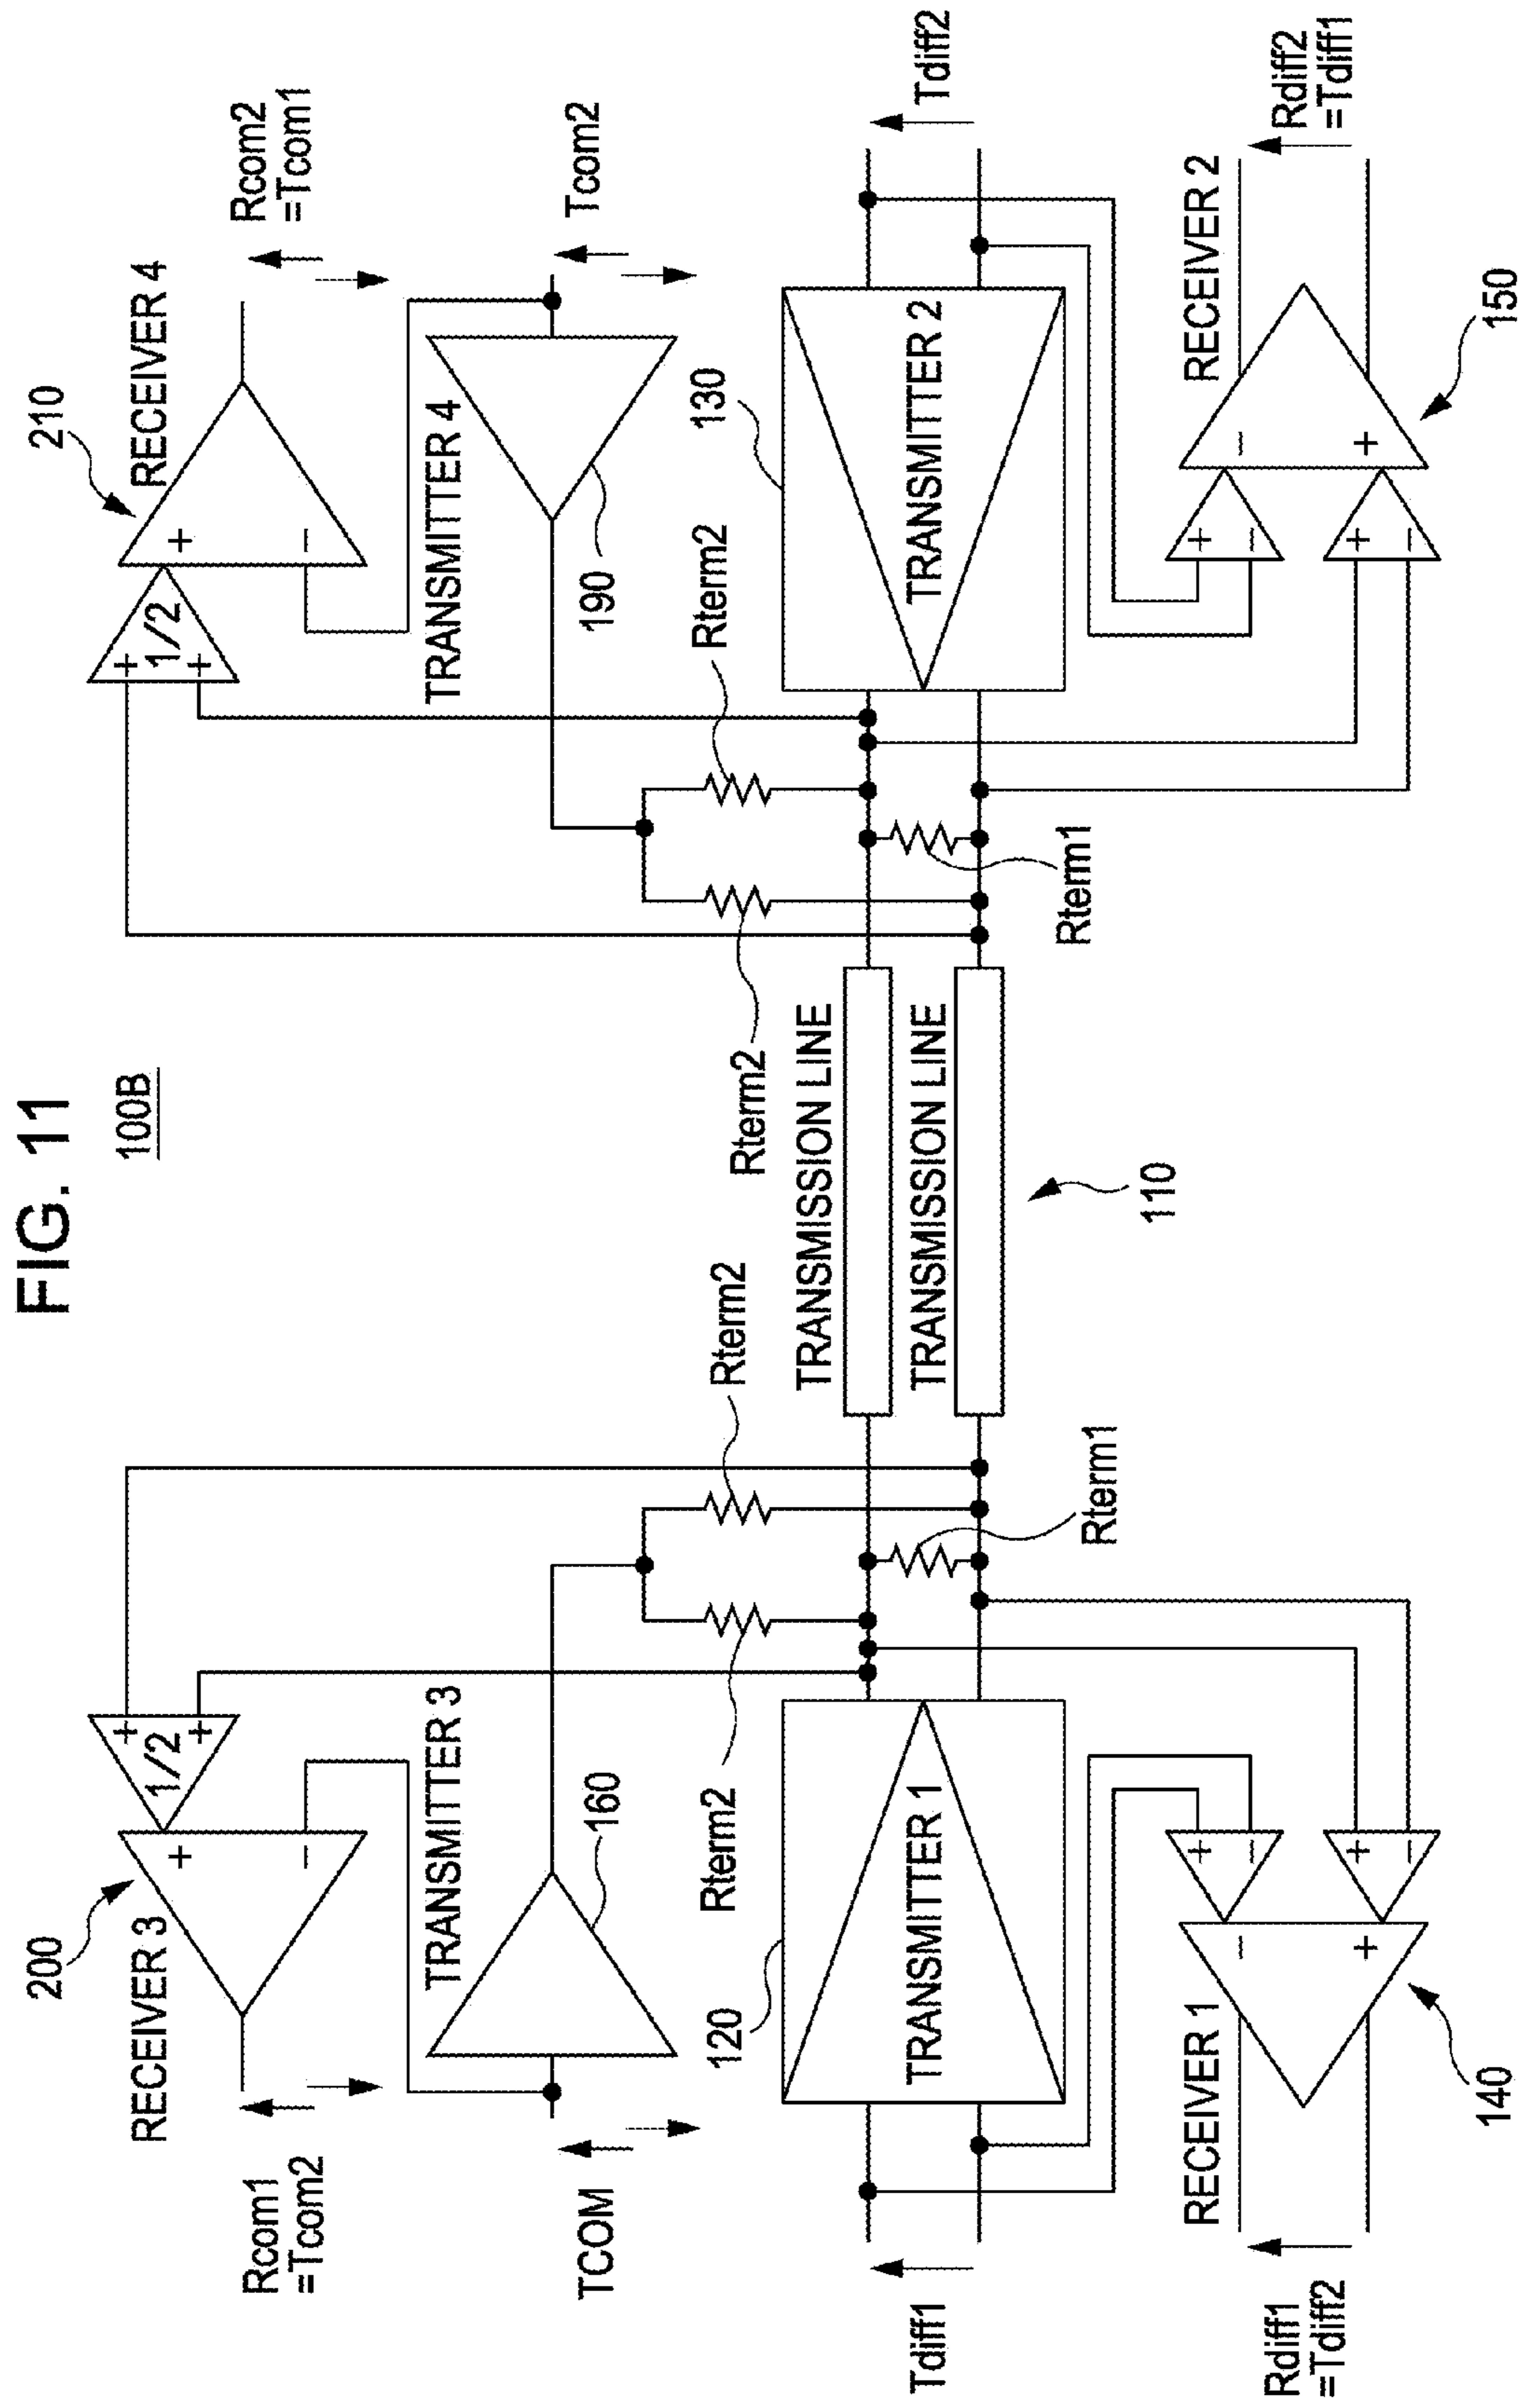 FIG. 11
100B
200
RECEIVER 3
+
1/2
+
+
−
Rcom1
=Tcom2
TRANSMITTER 3
160
TCOM
Rterm2
Rterm2
Rterm1
120
TRANSMITTER 1
Tdiff1
RECEIVER 1
−
+
+
−
+
−
140
Rdiff1
=Tdiff2
TRANSMISSION LINE
TRANSMISSION LINE
110
210
RECEIVER 4
+
1/2
+
+
−
Rcom2
=Tcom1
TRANSMITTER 4
190
Tcom2
Rterm2
Rterm2
Rterm1
130
TRANSMITTER 2
Tdiff2
RECEIVER 2
+
−
+
−
−
+
150
Rdiff2
=Tdiff1